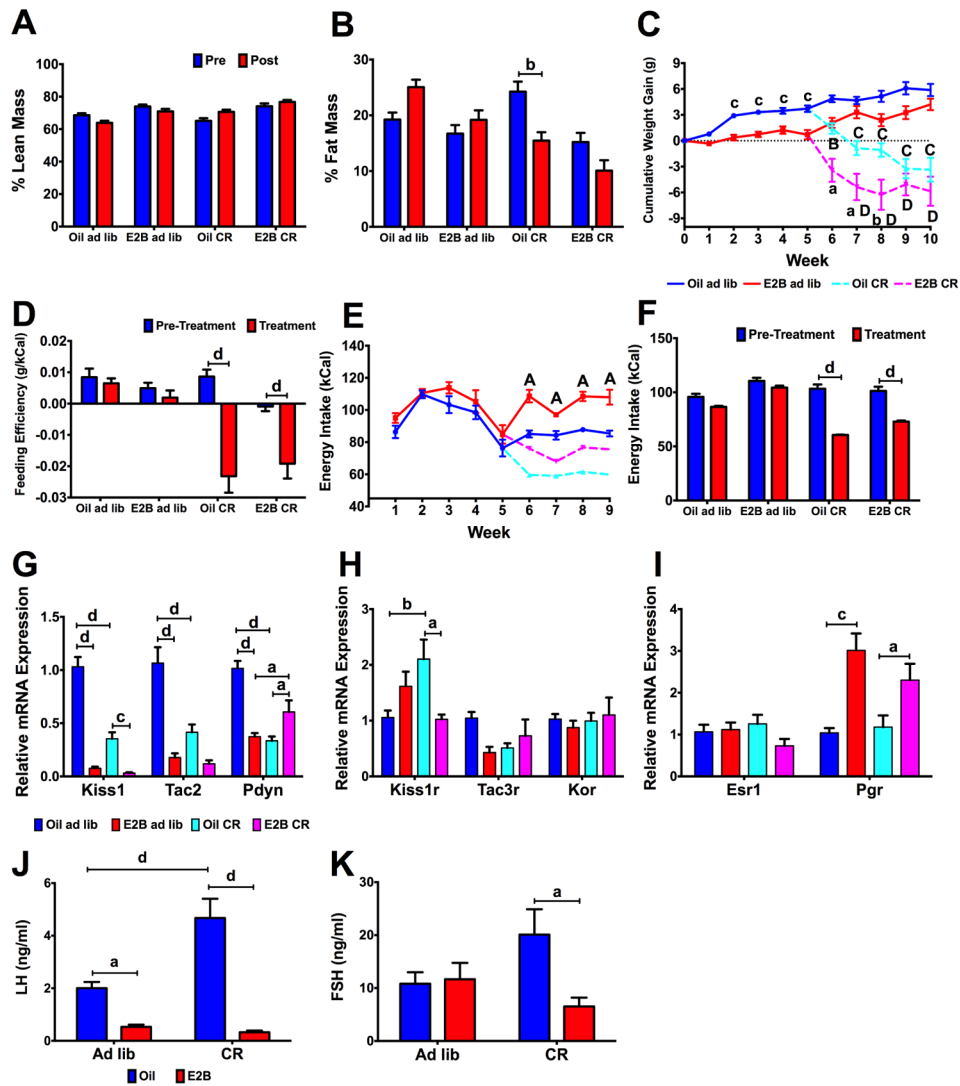 A
Pre Post
% Lean Mass
100
80
60
40
20
0
Oil ad lib E2B ad lib Oil CR E2B CR
B
% Fat Mass
30
20
10
0
b
Oil ad lib E2B ad lib Oil CR E2B CR
C
Cumulative Weight Gain (g)
9
6
3
0
-3
-6
-9
c c c c
B C C C C
a a D b D D D
0 1 2 3 4 5 6 7 8 9 10
Week
Oil ad lib E2B ad lib Oil CR E2B CR
D
Pre-Treatment Treatment
Feeding Efficiency (g/kCal)
0.02
0.01
0.00
-0.01
-0.02
-0.03
d d
Oil ad lib E2B ad lib Oil CR E2B CR
E
Energy Intake (kCal)
140
120
100
80
60
40
A A A A
1 2 3 4 5 6 7 8 9
Week
F
Pre-Treatment Treatment
Energy Intake (kCal)
150
100
50
0
d d
Oil ad lib E2B ad lib Oil CR E2B CR
G
Relative mRNA Expression
1.5
1.0
0.5
0.0
d d c
d d
d d a a
Kiss1 Tac2 Pdyn
H
Relative mRNA Expression
4
3
2
1
0
b
a
Kiss1r Tac3r Kor
I
Relative mRNA Expression
5
4
3
2
1
0
c
a
Esr1 Pgr
Oil ad lib E2B ad lib Oil CR E2B CR
J
LH (ng/ml)
6
4
2
0
d
d
a
Ad lib CR
Oil E2B
K
FSH (ng/ml)
30
20
10
0
a
Ad lib CR